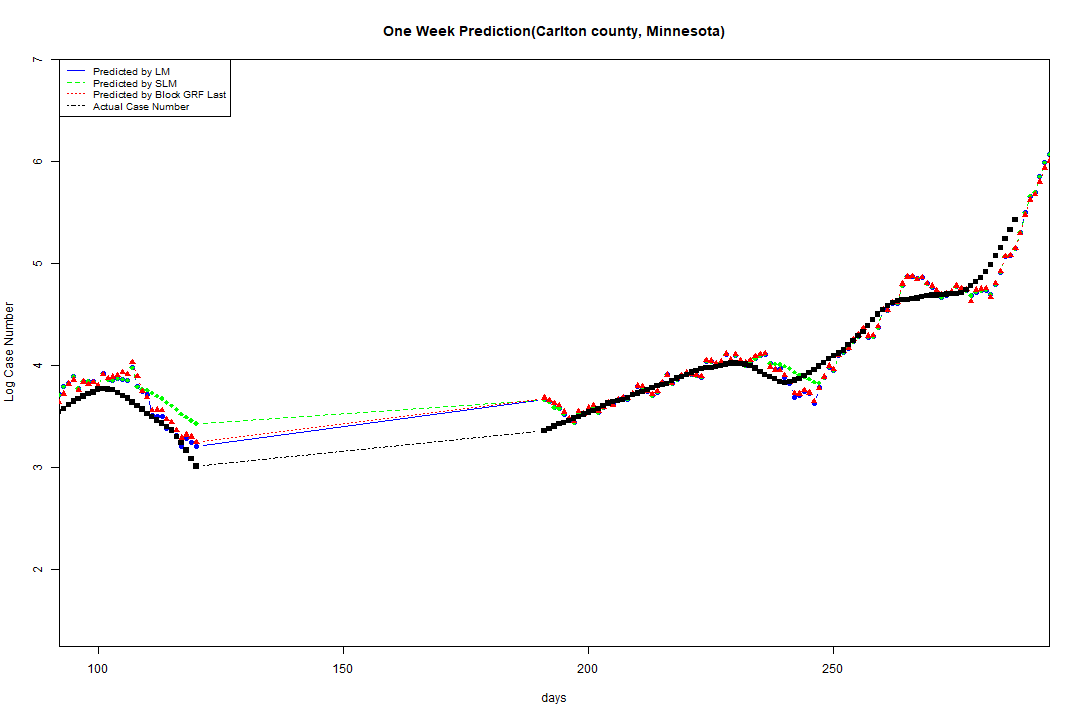 One Week Prediction(Carlton county, Minnesota)
Predicted by LM
Predicted by SLM
Predicted by Block GRF Last
Actual Case Number
7
6
5
4
3
2
Log Case Number
100 150 200 250
days